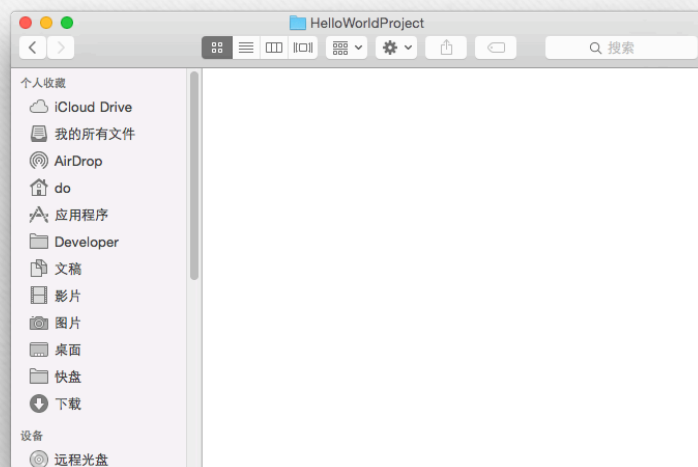 HelloWorldProject
搜索
个人收藏
iCloud Drive
我的所有文件
AirDrop
do
应用程序
Developer
文稿
影片
图片
桌面
快盘
下载
设备
远程光盘